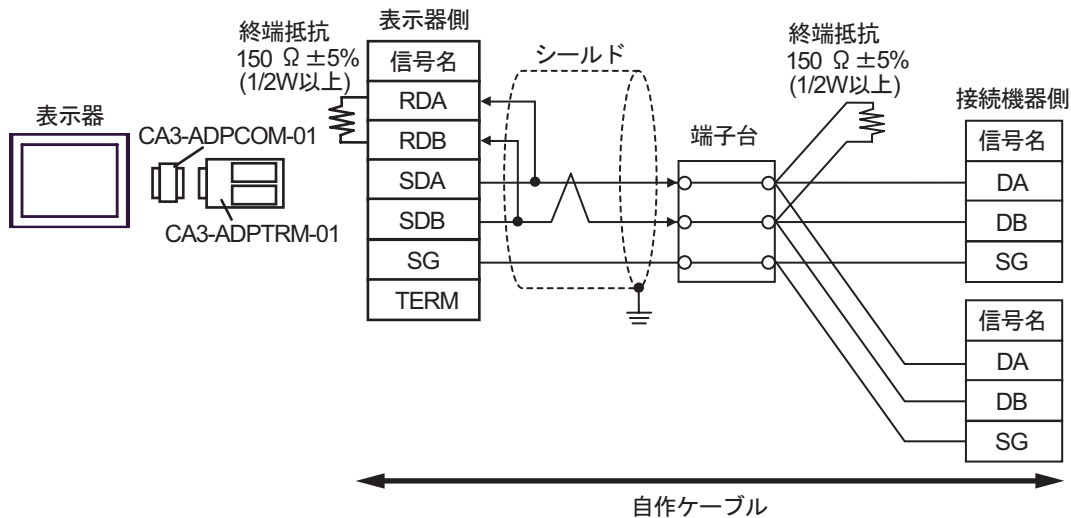 表示器
CA3-ADPCOM-01
CA3-ADPTRM-01
終端抵抗
150 Ω ±5%
(1/2W以上)
表示器側
信号名
RDA
RDB
SDA
SDB
SG
TERM
シールド
端子台
終端抵抗
150 Ω ±5%
(1/2W以上)
接続機器側
信号名
DA
DB
SG
信号名
DA
DB
SG
自作ケーブル